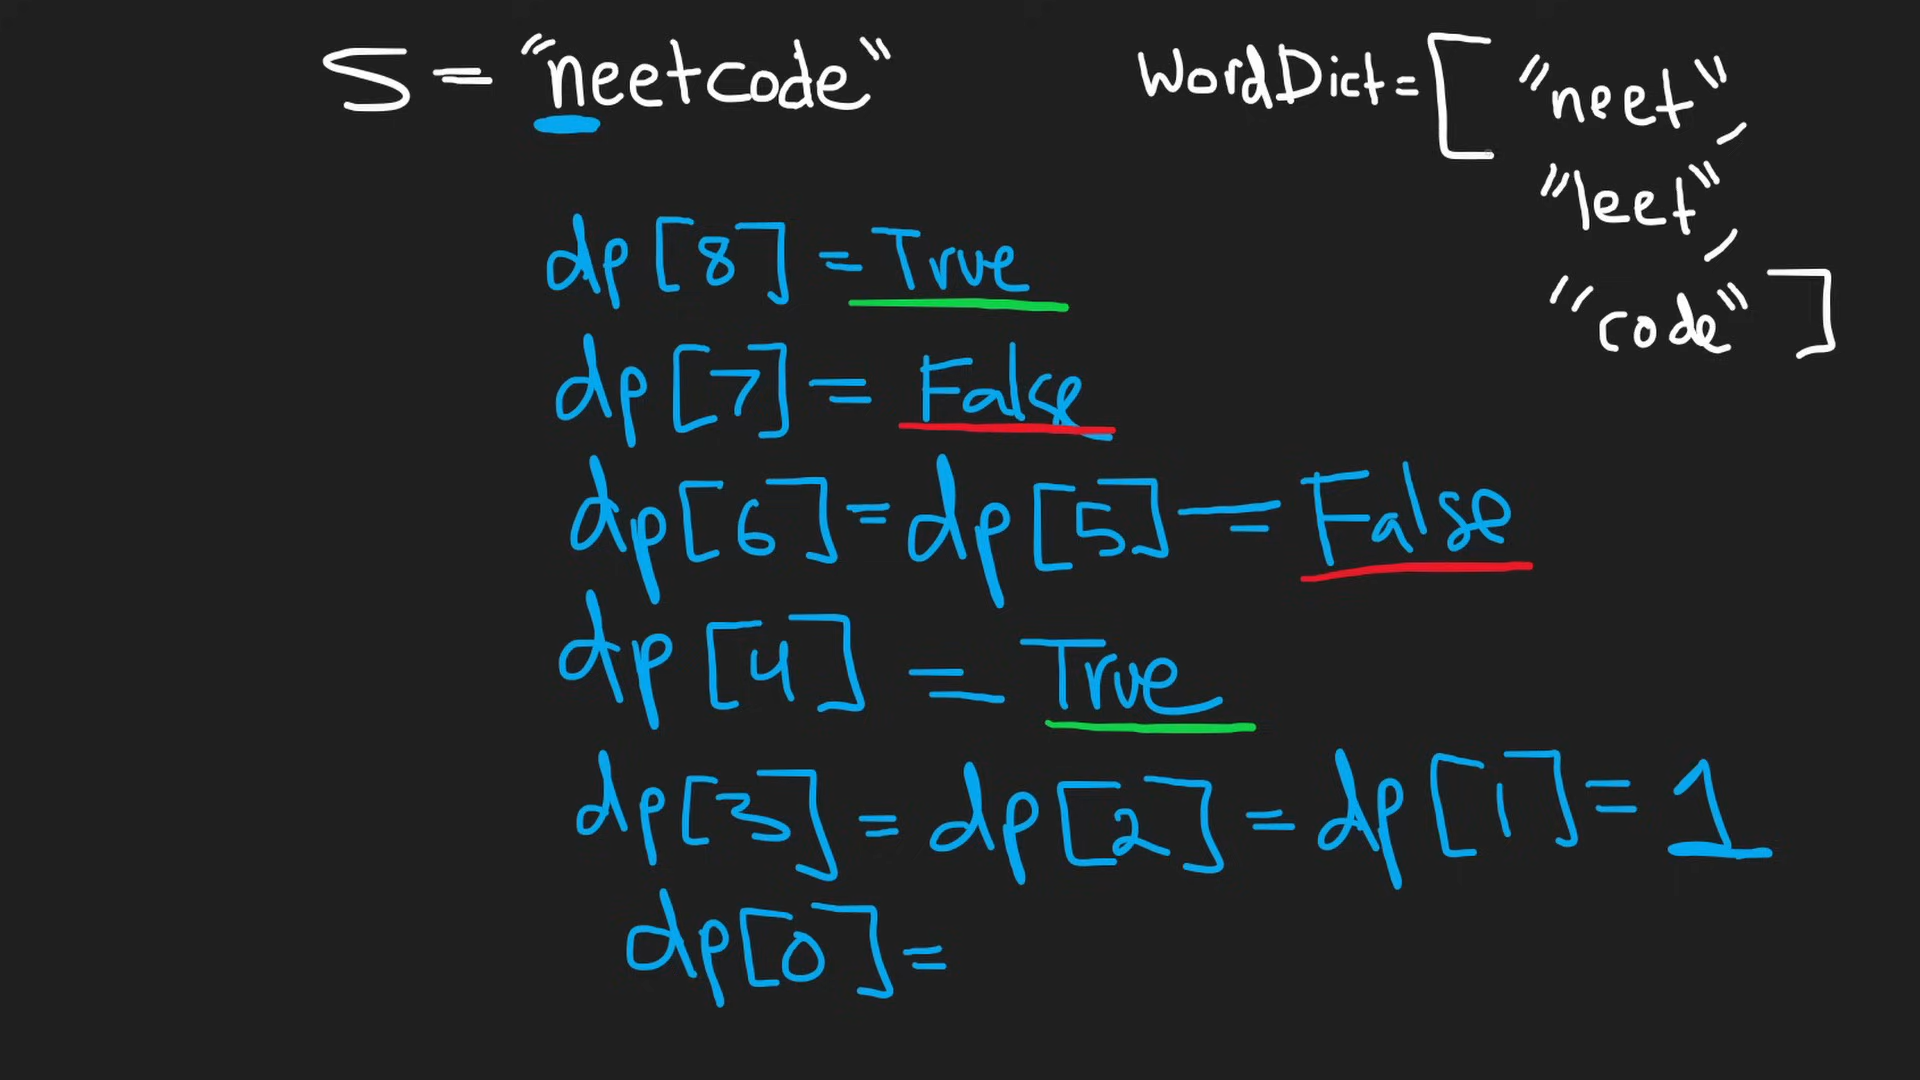 S = "neetcode"
WordDict = [ "neet",
"leet",
"code" ]
dp[8] = True
dp[7] = False
dp[6] = dp[5] = False
dp[4] = True
dp[3] = dp[2] = dp[1] = 1
dp[0] =